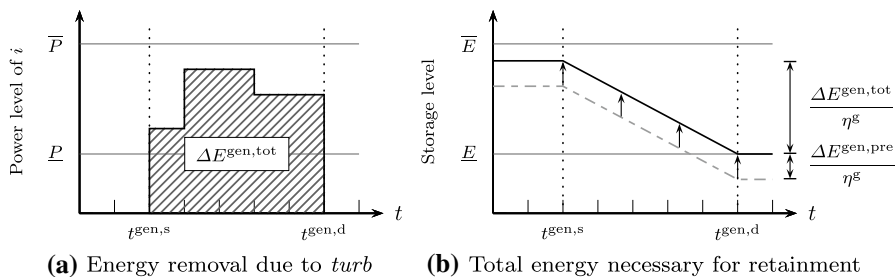 Power level of i
P̅
P̲
ΔE^gen,tot
t^gen,s
t^gen,d
t
(a) Energy removal due to turb
Storage level
E̅
E̲
t^gen,s
t^gen,d
t
ΔE^gen,tot
η^g
ΔE^gen,pre
η^g
(b) Total energy necessary for retainment